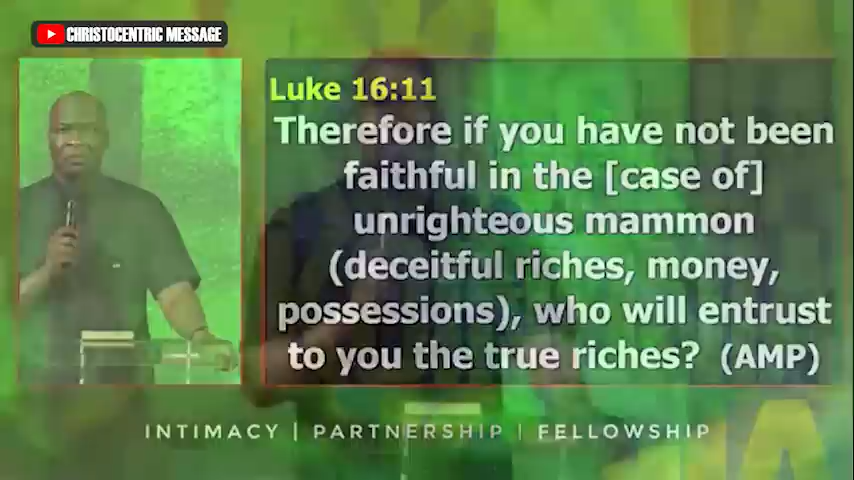 CHRISTOCENTRIC MESSAGE
Luke 16:11
Therefore if you have not been
faithful in the [case of]
unrighteous mammon
(deceitful riches, money,
possessions), who will entrust
to you the true riches? (AMP)
INTIMACY | PARTNERSHIP | FELLOWSHIP